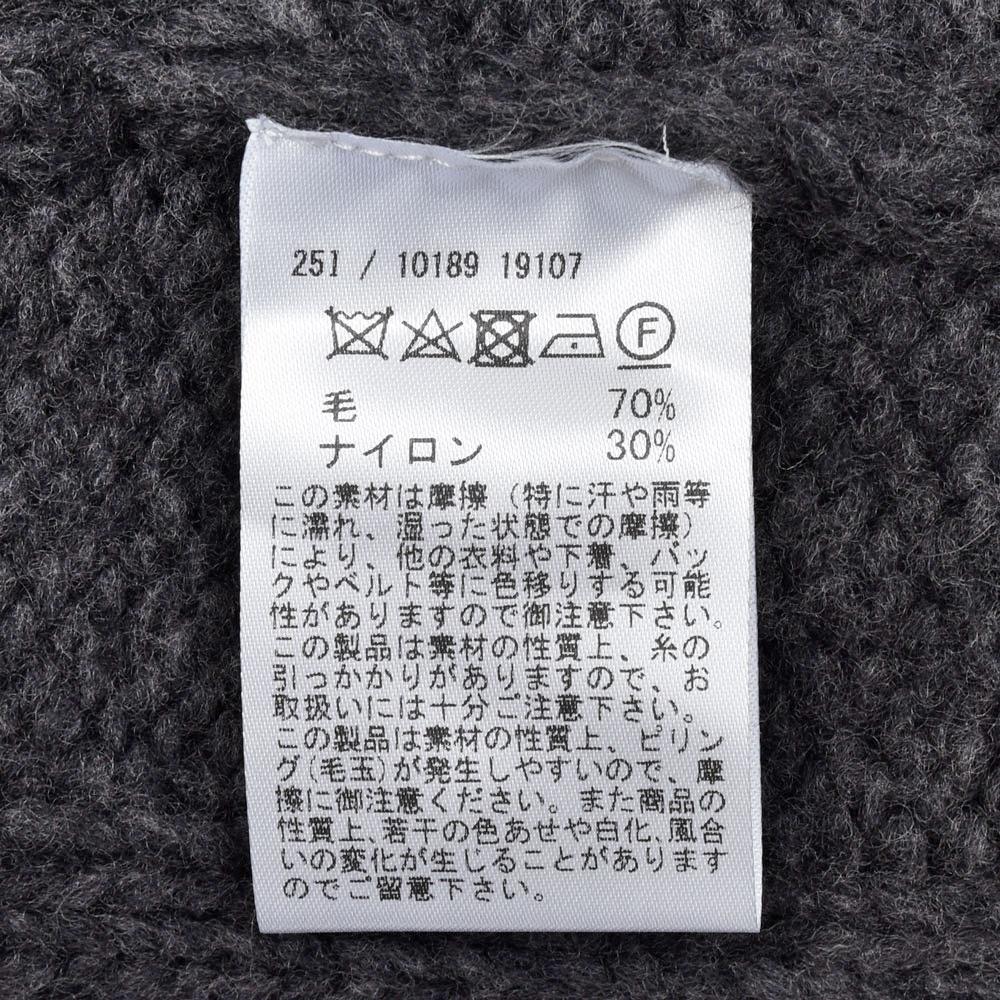 251 / 10189 19107
F
毛 70%
ナイロン 30%
この素材は摩擦（特に汗や雨等
に濡れ、湿った状態での摩擦）
により、他の衣料や下着、バッ
クやベルト等に色移りする可能
性がありますので御注意下さい。
この製品は素材の性質上、糸の
引っかかりがありますので、お
取扱いには十分ご注意下さい。
この製品は素材の性質上、ピリン
グ(毛玉)が発生しやすいので、摩
擦に御注意ください。また商品の
性質上、若干の色あせや白化、風合
いの変化が生じることがあります
のでご留意下さい。